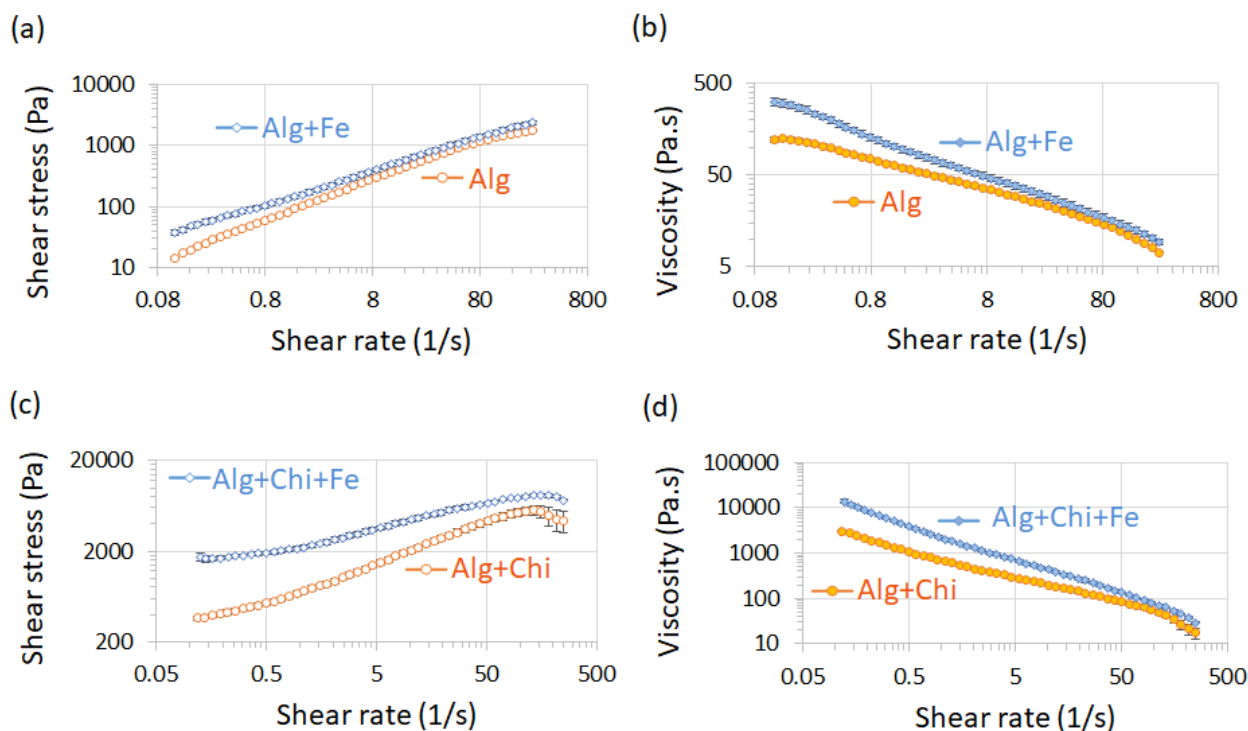 (a)
Shear stress (Pa)
10000
1000
100
10
Alg+Fe
Alg
0.08
0.8
8
80
800
Shear rate (1/s)
(b)
Viscosity (Pa.s)
500
50
5
Alg+Fe
Alg
0.08
0.8
8
80
800
Shear rate (1/s)
(c)
Shear stress (Pa)
20000
2000
200
Alg+Chi+Fe
Alg+Chi
0.05
0.5
5
50
500
Shear rate (1/s)
(d)
Viscosity (Pa.s)
100000
10000
1000
100
10
Alg+Chi+Fe
Alg+Chi
0.05
0.5
5
50
500
Shear rate (1/s)